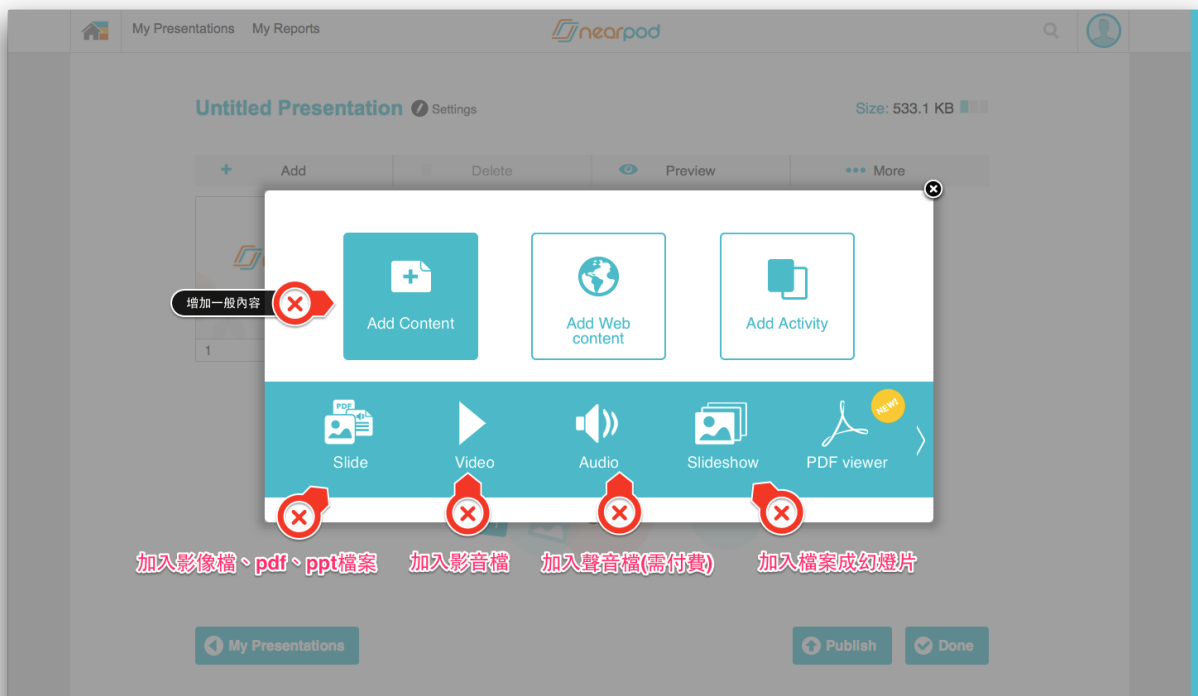 My Presentations My Reports
nearpod
Untitled Presentation Settings
Size: 533.1 KB
Add Delete Preview More
增加一般內容
Add Content
Add Web
content
Add Activity
1
PDF
NEW!
Slide Video Audio Slideshow PDF viewer
加入影像檔、pdf、ppt檔案 加入影音檔 加入聲音檔(需付費) 加入檔案成幻燈片
My Presentations Publish Done